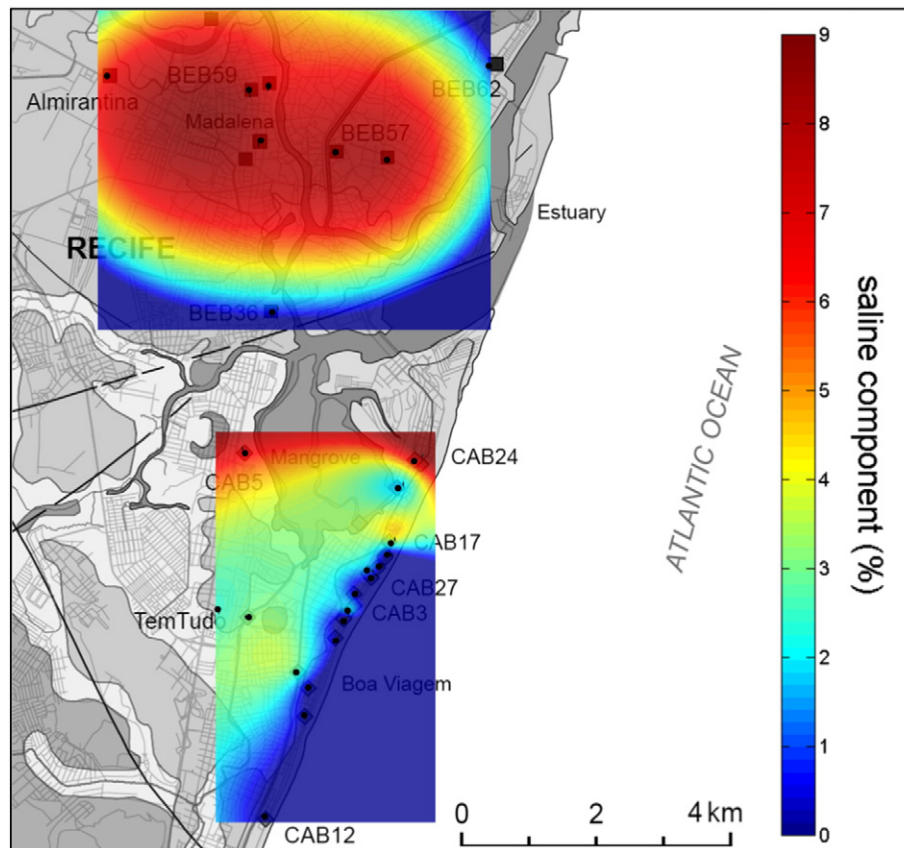 BEB59
BEB62
Almirantina
Madalena
BEB57
Estuary
RECIFE
BEB36
CAB24
Mangrove
CAB5
CAB17
CAB27
CAB3
TemTudo
Boa Viagem
CAB12
ATLANTIC OCEAN
0 2 4 km
9
8
7
6
5
4
3
2
1
0
saline component (%)